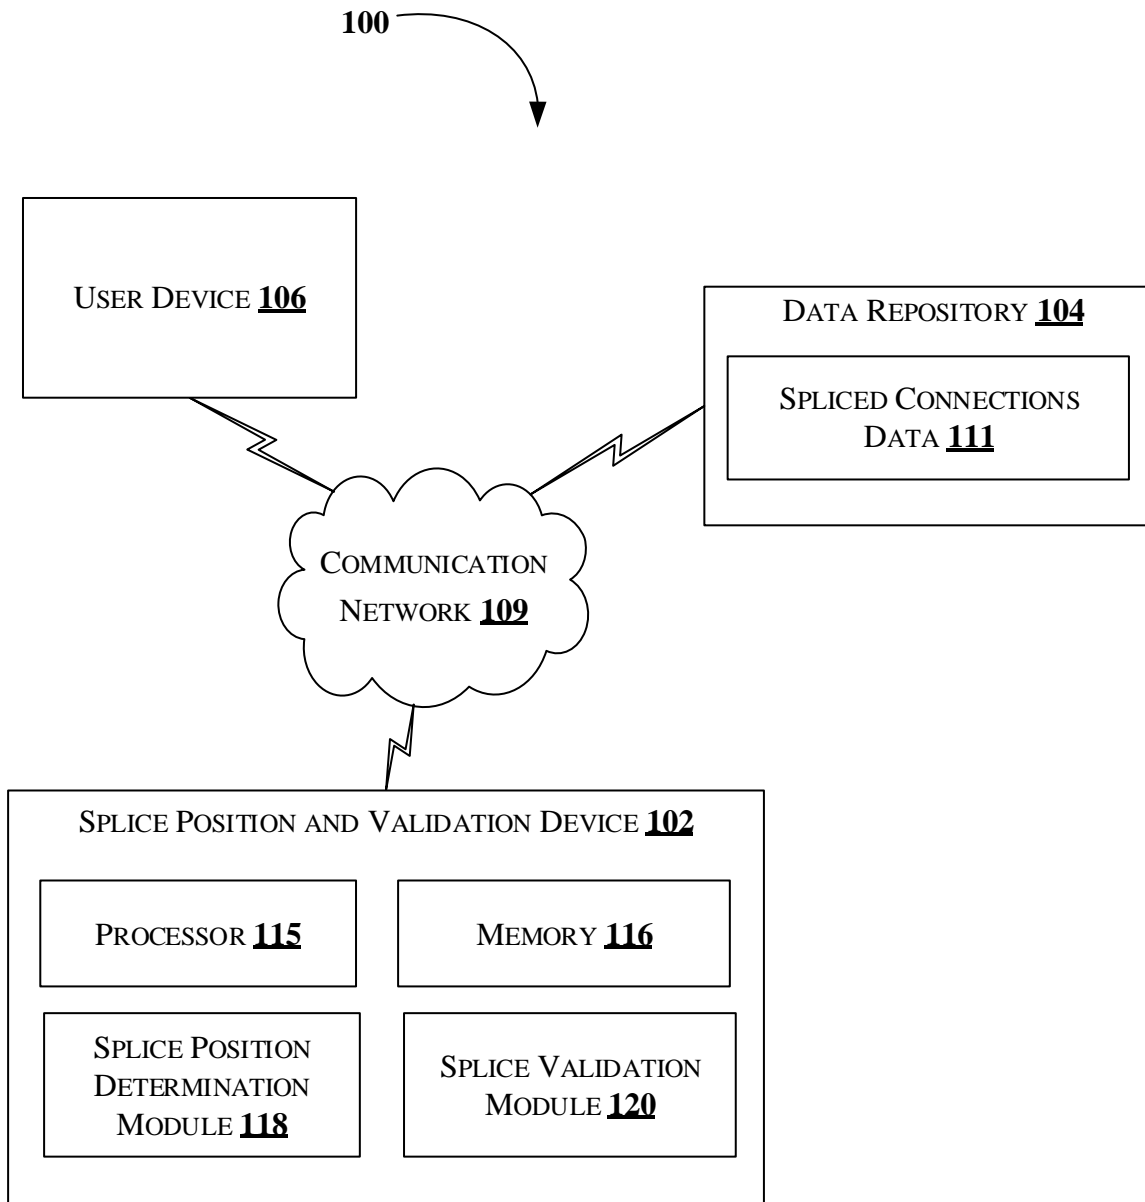 100
USER DEVICE 106
DATA REPOSITORY 104
SPLICED CONNECTIONS
DATA 111
COMMUNICATION
NETWORK 109
SPLICE POSITION AND VALIDATION DEVICE 102
PROCESSOR 115
MEMORY 116
SPLICE POSITION
DETERMINATION
MODULE 118
SPLICE VALIDATION
MODULE 120